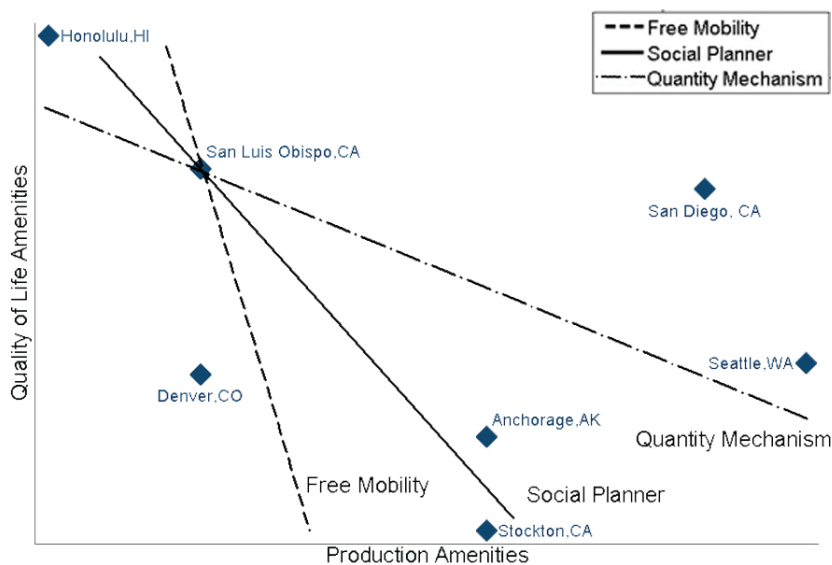 Free Mobility
Social Planner
Quantity Mechanism
Honolulu,HI
San Luis Obispo,CA
San Diego, CA
Seattle,WA
Denver,CO
Anchorage,AK
Quantity Mechanism
Free Mobility
Social Planner
Stockton,CA
Production Amenities
Quality of Life Amenities